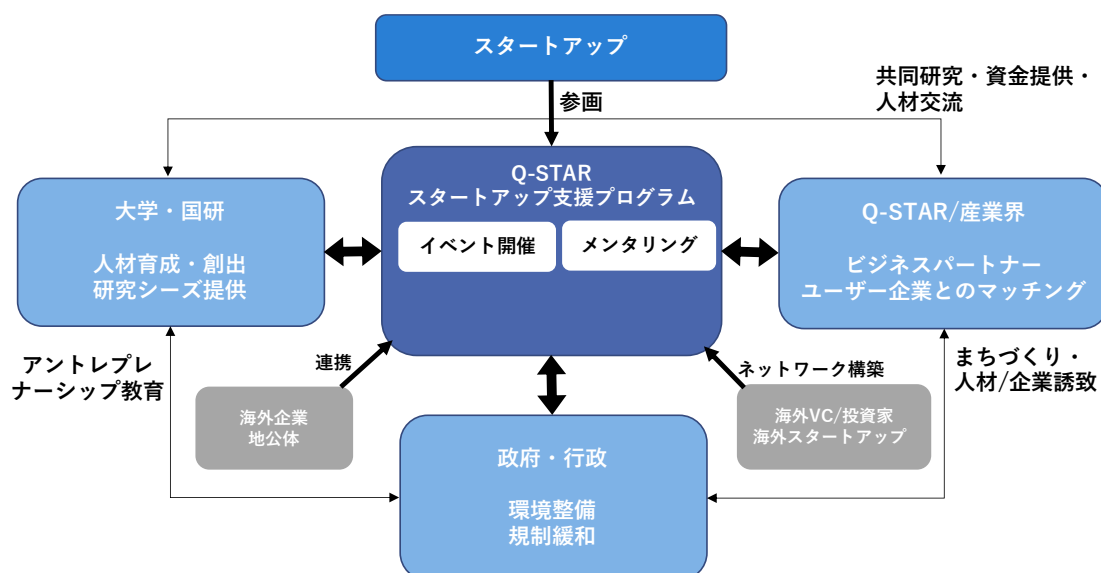 スタートアップ
共同研究・資金提供・
人材交流
参画
Q-STAR
スタートアップ支援プログラム
イベント開催
メンタリング
大学・国研
人材育成・創出
研究シーズ提供
Q-STAR/産業界
ビジネスパートナー
ユーザー企業とのマッチング
アントレプレ
ナーシップ教育
連携
ネットワーク構築
まちづくり・
人材/企業誘致
海外企業
地公体
海外VC/投資家
海外スタートアップ
政府・行政
環境整備
規制緩和